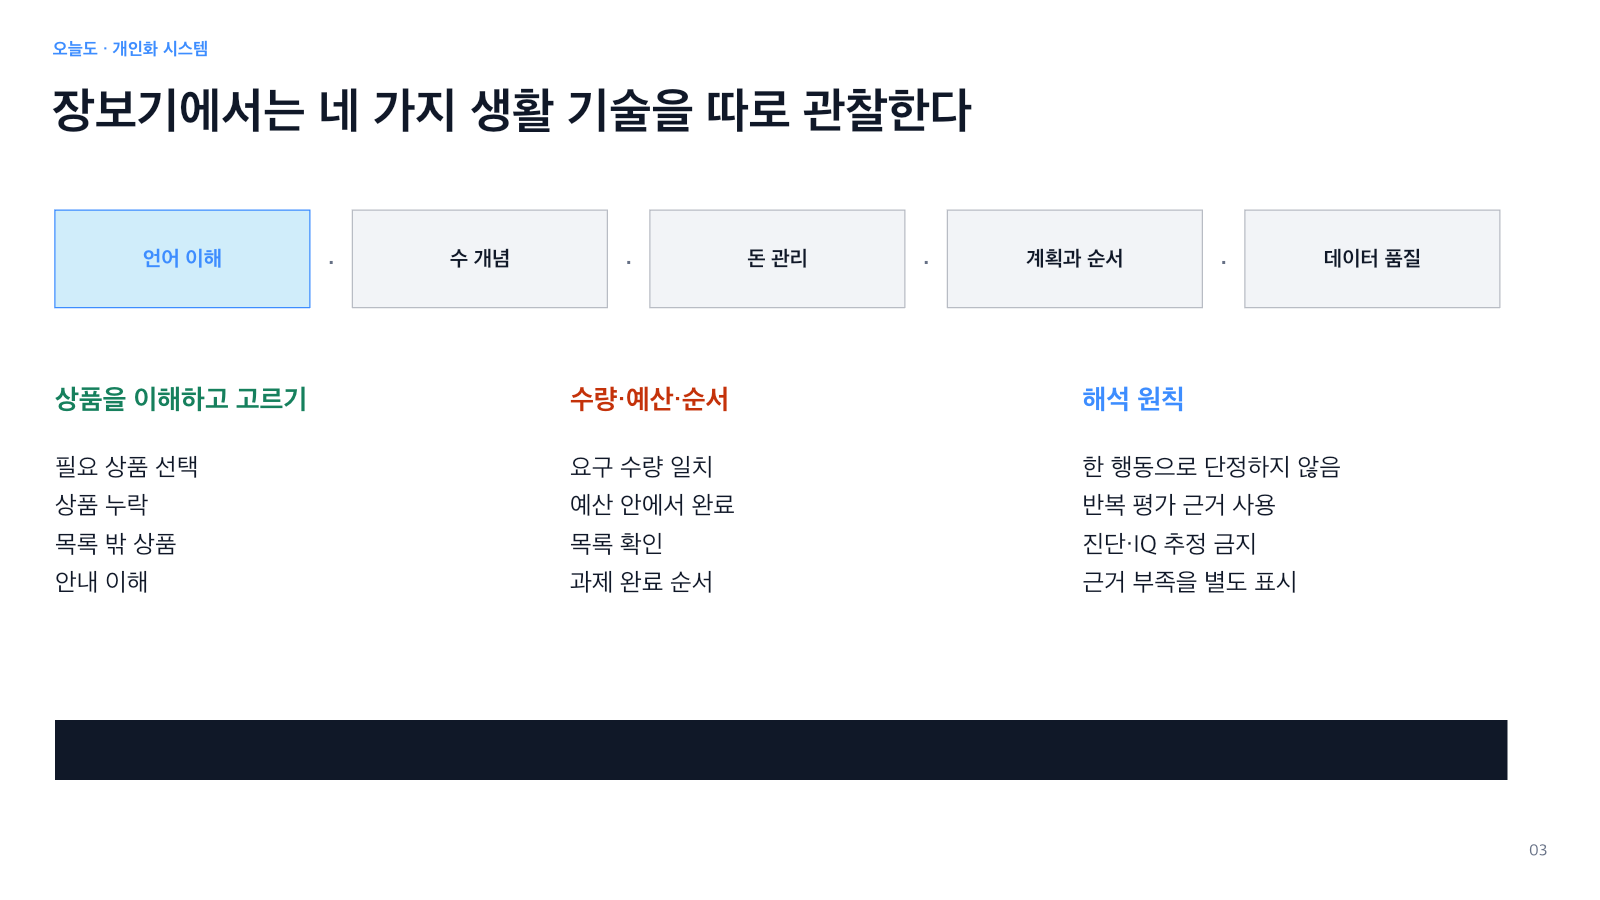 오늘도 · 개인화 시스템
장보기에서는 네 가지 생활 기술을 따로 관찰한다
언어 이해 · 수 개념 · 돈 관리 · 계획과 순서 · 데이터 품질
상품을 이해하고 고르기
필요 상품 선택
상품 누락
목록 밖 상품
안내 이해
수량·예산·순서
요구 수량 일치
예산 안에서 완료
목록 확인
과제 완료 순서
해석 원칙
한 행동으로 단정하지 않음
반복 평가 근거 사용
진단·IQ 추정 금지
근거 부족을 별도 표시
03